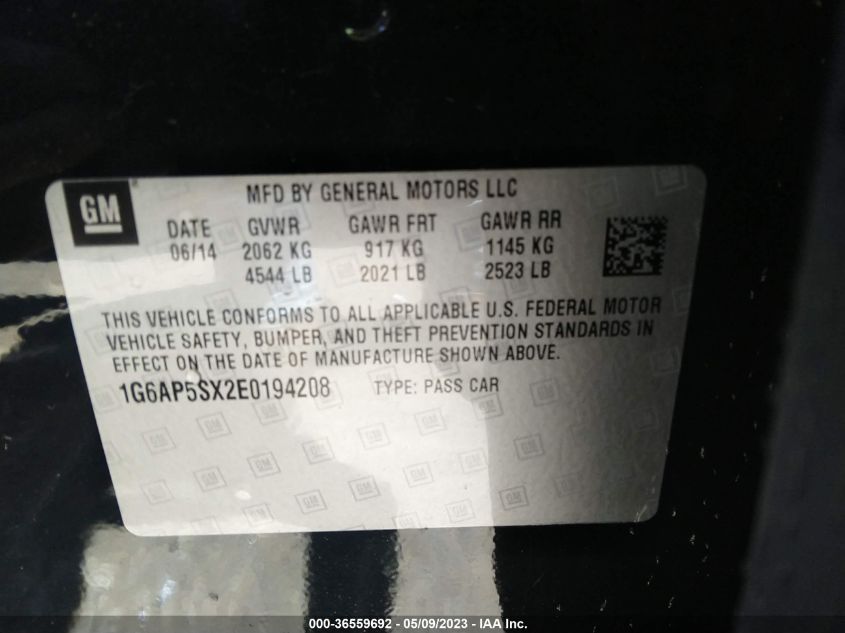 GM
MFD BY GENERAL MOTORS LLC
DATE GVWR GAWR FRT GAWR RR
06/14 2062 KG 917 KG 1145 KG
4544 LB 2021 LB 2523 LB
THIS VEHICLE CONFORMS TO ALL APPLICABLE U.S. FEDERAL MOTOR
VEHICLE SAFETY, BUMPER, AND THEFT PREVENTION STANDARDS IN
EFFECT ON THE DATE OF MANUFACTURE SHOWN ABOVE.
1G6AP5SX2E0194208 TYPE: PASS CAR
000-36559692 - 05/09/2023 - IAA Inc.